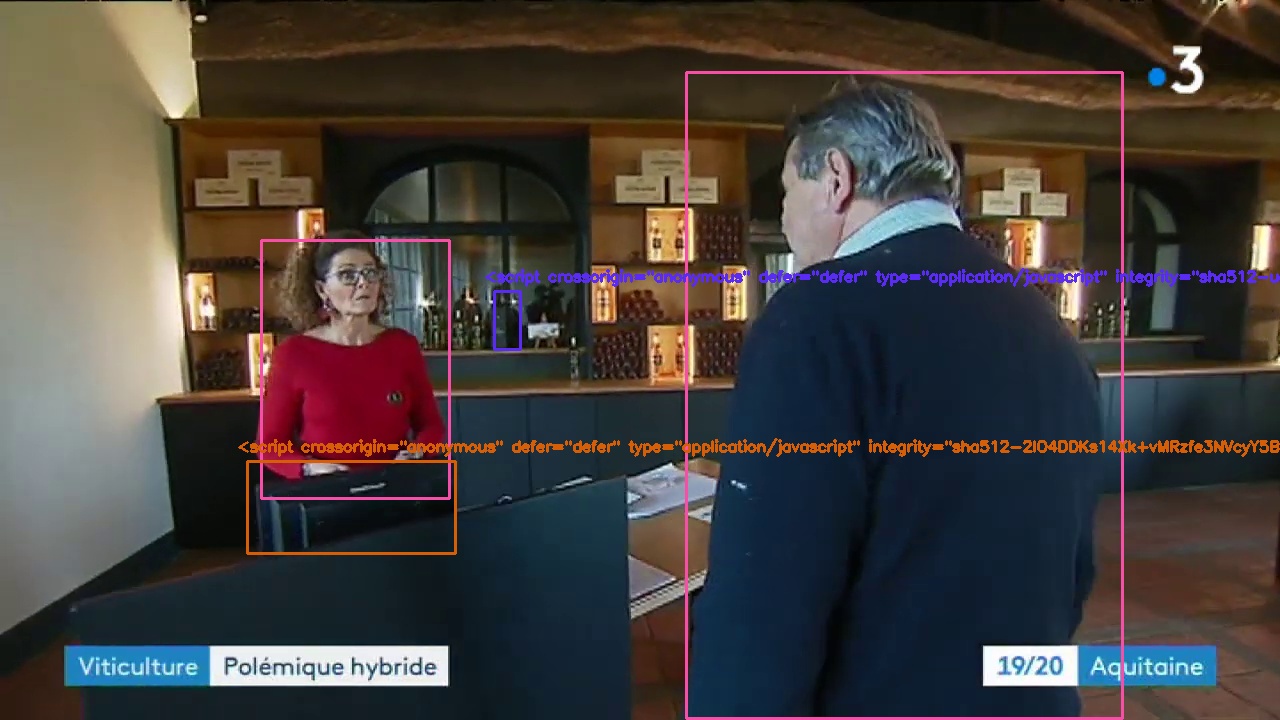 3
<script crossorigin="anonymous" defer="defer" type="application/javascript" integrity="sha512-u
<script crossorigin="anonymous" defer="defer" type="application/javascript" integrity="sha512-2IO4DDKs14Xk+vMRzfe3NVcyY5B
Viticulture Polémique hybride
19/20 Aquitaine